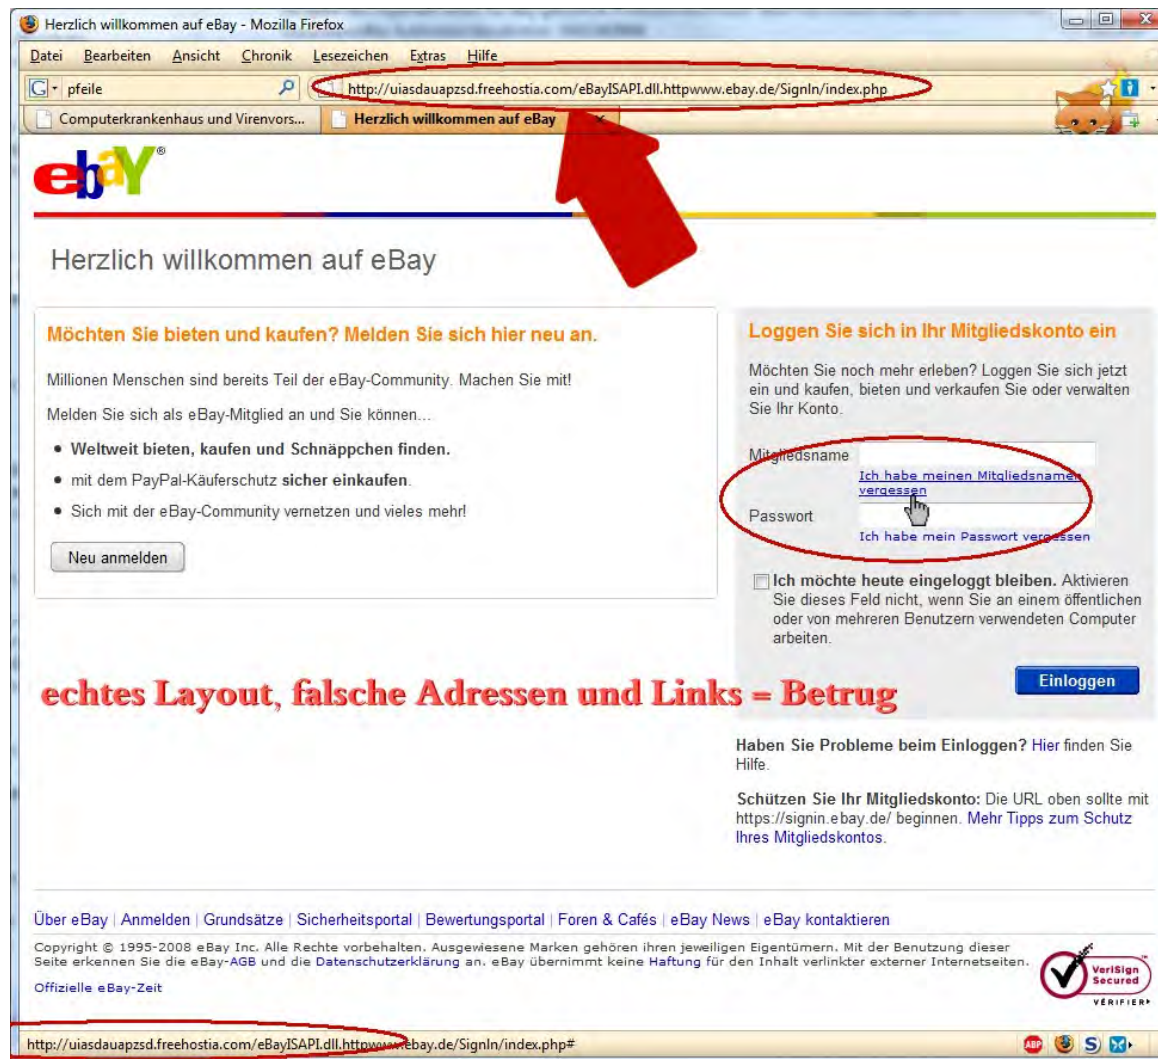 Herzlich willkommen auf eBay - Mozilla Firefox
Datei Bearbeiten Ansicht Chronik Lesezeichen Extras Hilfe
G pfeile
http://uiasdauapzsd.freehostia.com/eBayISAPI.dll.httpwww.ebay.de/SignIn/index.php
Computerkrankenhaus und Virenvors...
Herzlich willkommen auf eBay
ebaY®
Herzlich willkommen auf eBay
Möchten Sie bieten und kaufen? Melden Sie sich hier neu an.
Millionen Menschen sind bereits Teil der eBay-Community. Machen Sie mit!
Melden Sie sich als eBay-Mitglied an und Sie können...
• Weltweit bieten, kaufen und Schnäppchen finden.
• mit dem PayPal-Käuferschutz sicher einkaufen.
• Sich mit der eBay-Community vernetzen und vieles mehr!
Neu anmelden
Loggen Sie sich in Ihr Mitgliedskonto ein
Möchten Sie noch mehr erleben? Loggen Sie sich jetzt
ein und kaufen, bieten und verkaufen Sie oder verwalten
Sie Ihr Konto.
Mitgliedsname
Ich habe meinen Mitgliedsnamen
vergessen
Passwort
Ich habe mein Passwort vergessen
Ich möchte heute eingeloggt bleiben. Aktivieren
Sie dieses Feld nicht, wenn Sie an einem öffentlichen
oder von mehreren Benutzern verwendeten Computer
arbeiten.
Einloggen
echtes Layout, falsche Adressen und Links = Betrug
Haben Sie Probleme beim Einloggen? Hier finden Sie
Hilfe.
Schützen Sie Ihr Mitgliedskonto: Die URL oben sollte mit
https://signin.ebay.de/ beginnen. Mehr Tipps zum Schutz
Ihres Mitgliedskontos.
Über eBay | Anmelden | Grundsätze | Sicherheitsportal | Bewertungsportal | Foren & Cafés | eBay News | eBay kontaktieren
Copyright © 1995-2008 eBay Inc. Alle Rechte vorbehalten. Ausgewiesene Marken gehören ihren jeweiligen Eigentümern. Mit der Benutzung dieser
Seite erkennen Sie die eBay-AGB und die Datenschutzerklärung an. eBay übernimmt keine Haftung für den Inhalt verlinkter externer Internetseiten.
Offizielle eBay-Zeit
VeriSign
Secured
VÉRIFIER
http://uiasdauapzsd.freehostia.com/eBayISAPI.dll.httpwww.ebay.de/SignIn/index.php#
ABP
S